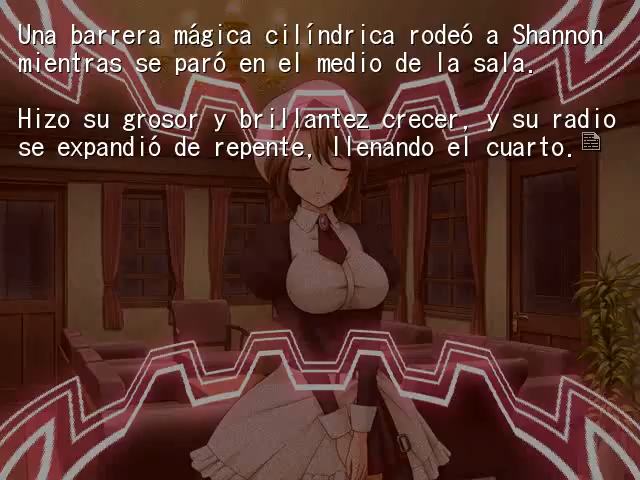 Una barrera mágica cilíndrica rodeó a Shannon
mientras se paró en el medio de la sala.
Hizo su grosor y brillantez crecer, y su radio
se expandió de repente, llenando el cuarto.